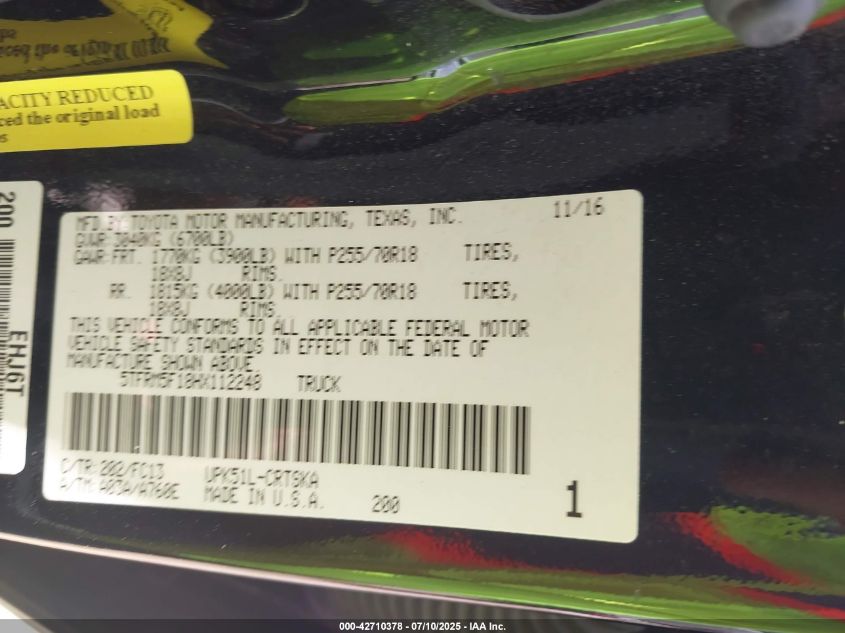 ACITY REDUCED
ced the original load
os
200
EHJ6T
MFD BY TOYOTA MOTOR MANUFACTURING, TEXAS, INC. 11/16
GVWR 3040KG (6700LB)
GAWR FRT. 1770KG (3900LB) WITH P255/70R18 TIRES,
18X8J RIMS.
RR. 1815KG (4000LB) WITH P255/70R18 TIRES,
18X8J RIMS.
THIS VEHICLE CONFORMS TO ALL APPLICABLE FEDERAL MOTOR
VEHICLE SAFETY STANDARDS IN EFFECT ON THE DATE OF
MANUFACTURE SHOWN ABOVE.
5TFRM5F18HX112248 TRUCK
C/TR: 202/FC13 UPK51L-CRTSKA
A/TM: A03A/A760E MADE IN U.S.A. 200
1
000-42710378 - 07/10/2025 - IAA Inc.